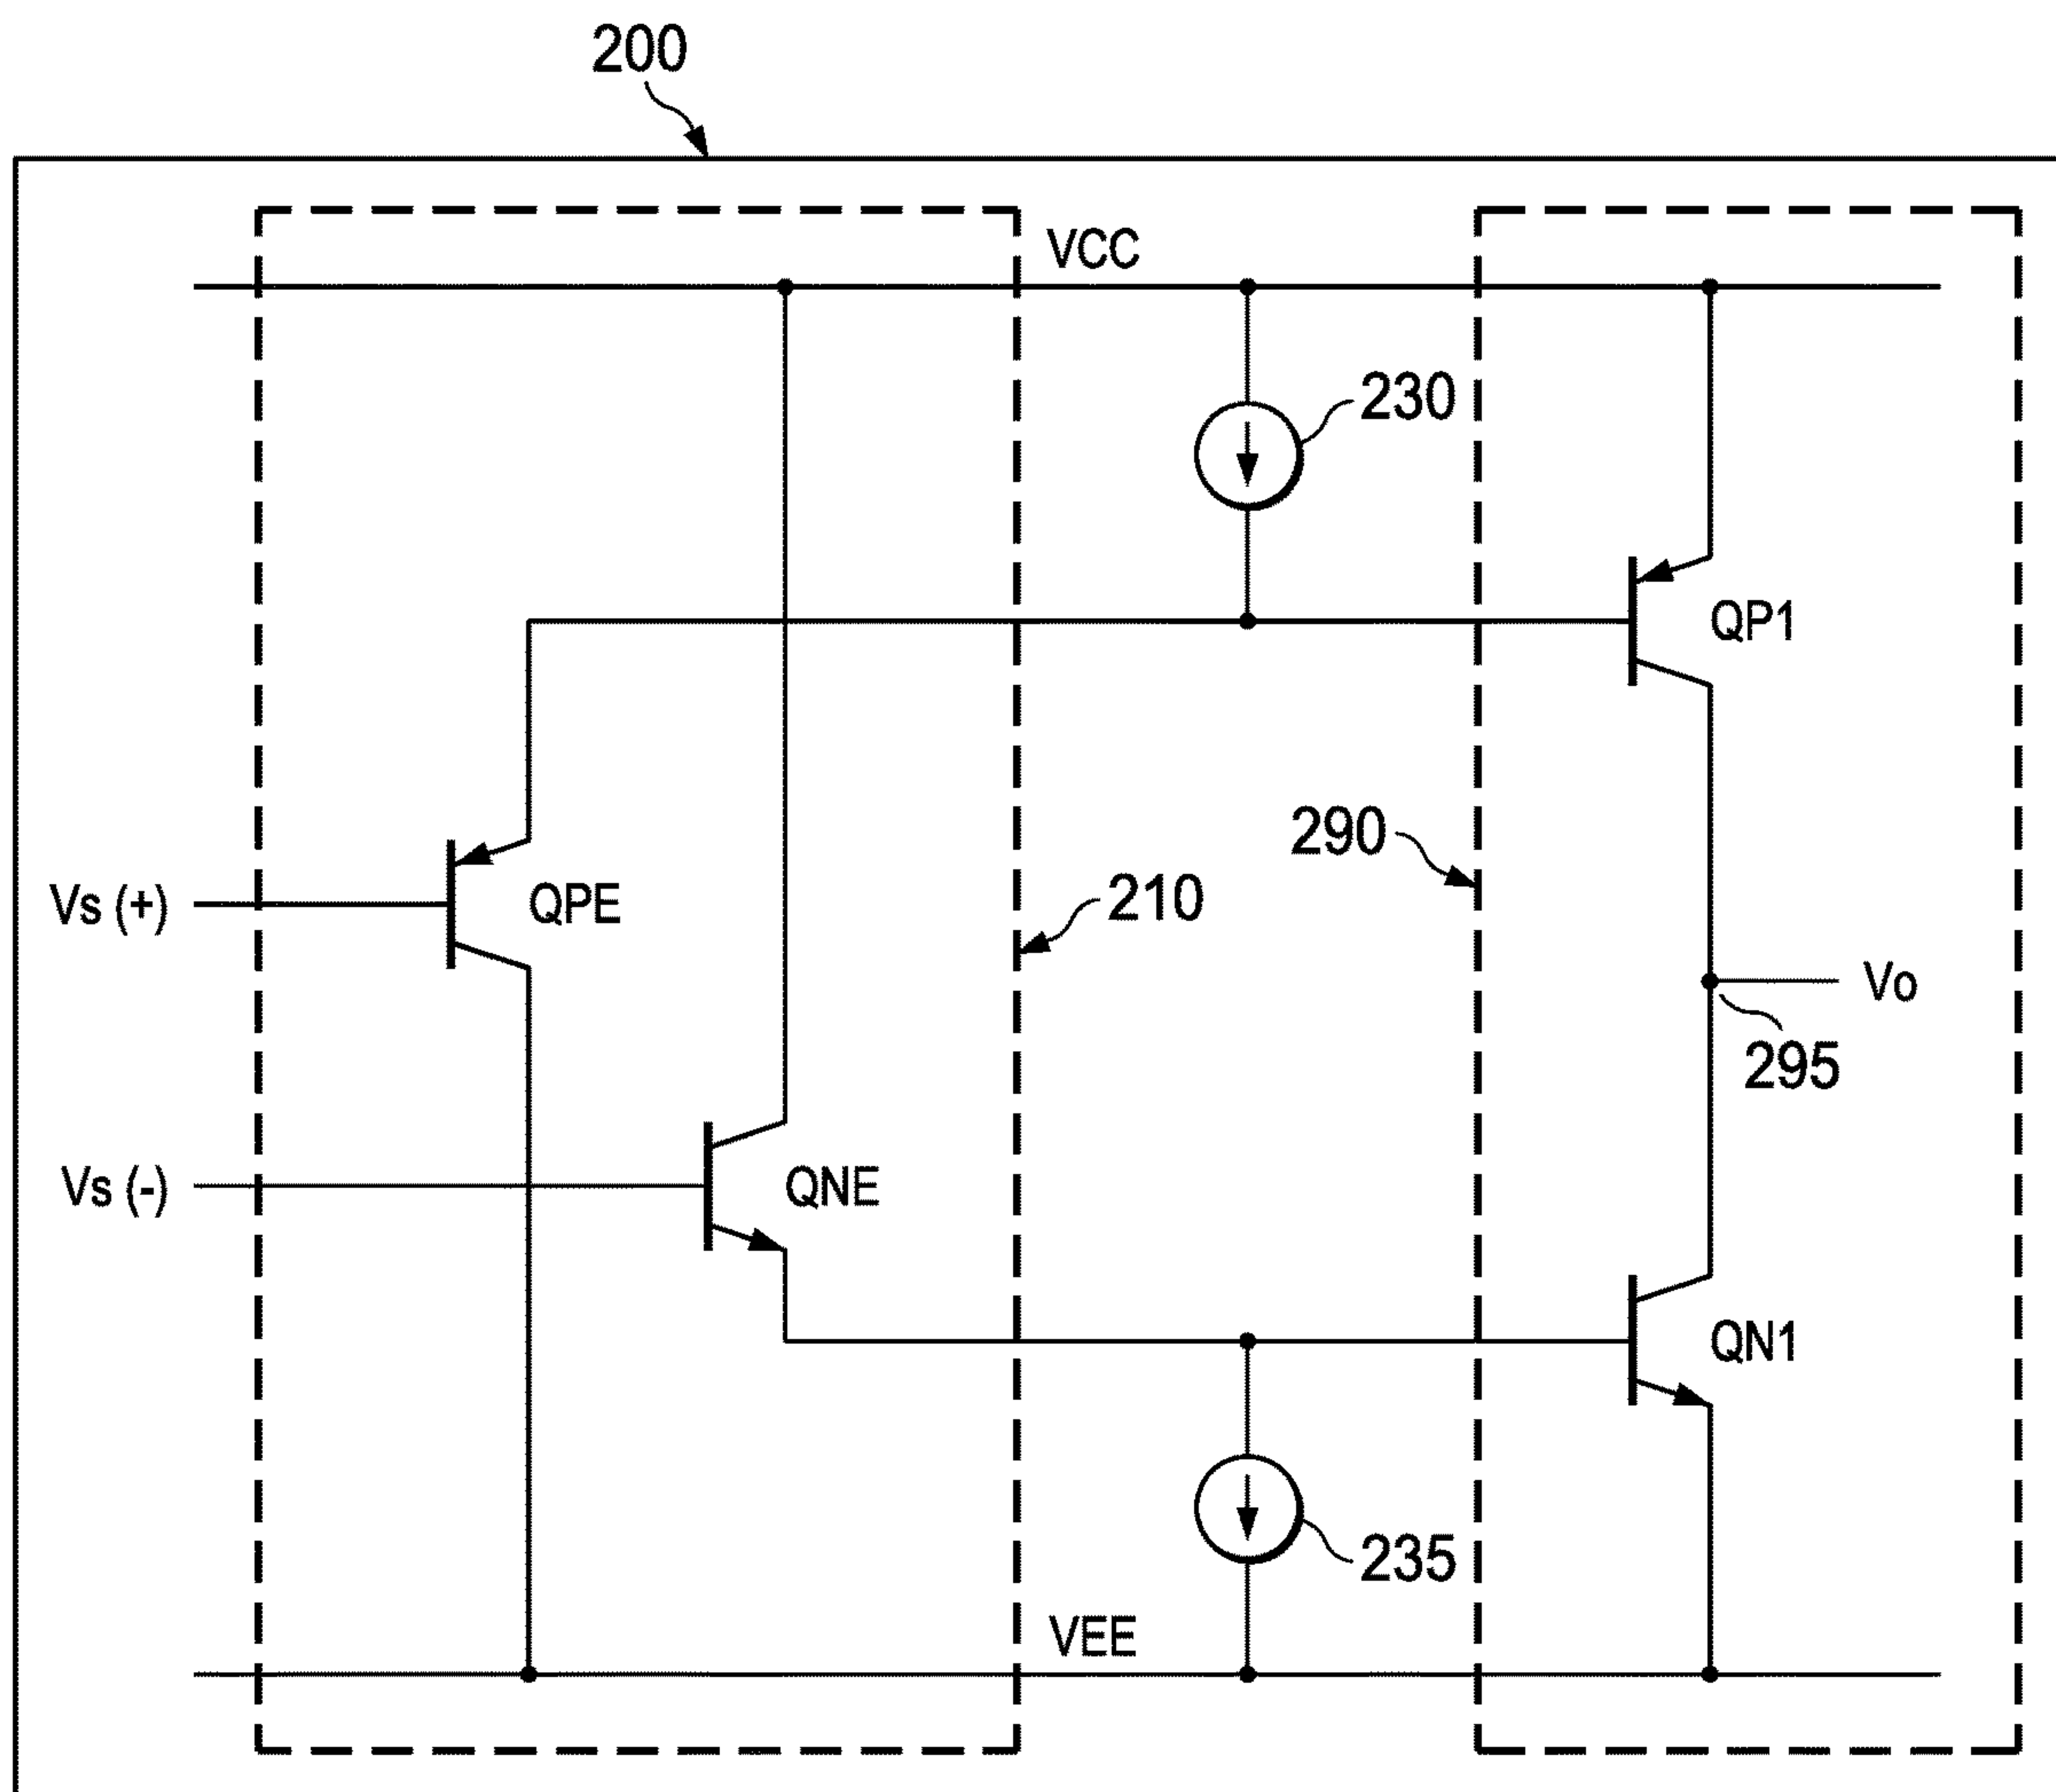 200
VCC
230
QP1
290
210
Vs (+)
QPE
Vo
295
Vs (-)
QNE
QN1
235
VEE